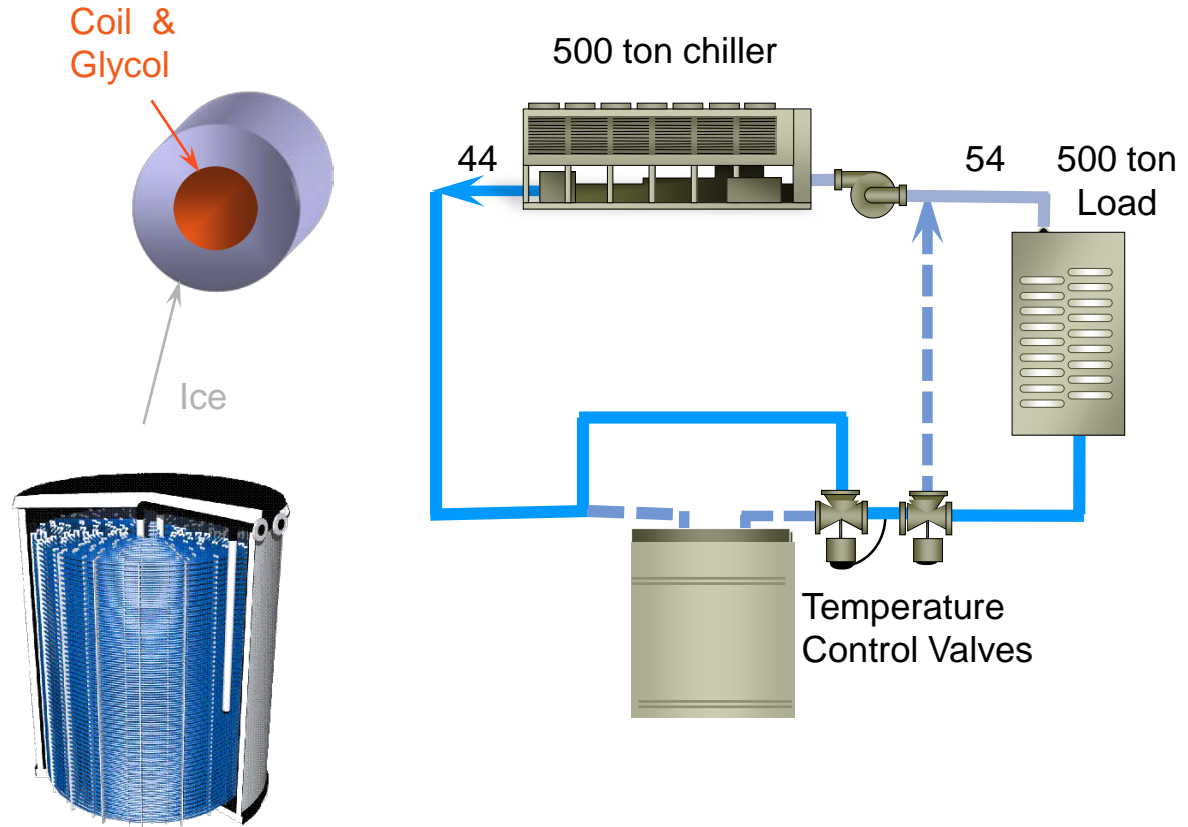 Coil &
Glycol
500 ton chiller
44
54
500 ton
Load
Ice
Temperature
Control Valves